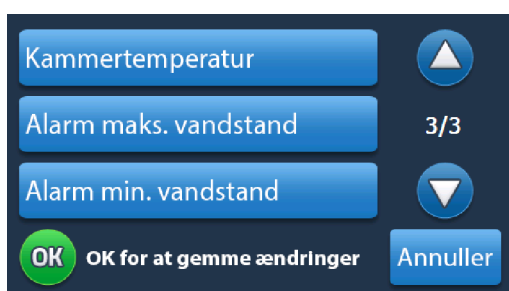 Kammertemperatur
Alarm maks. vandstand
3/3
Alarm min. vandstand
OK OK for at gemme ændringer
Annuller